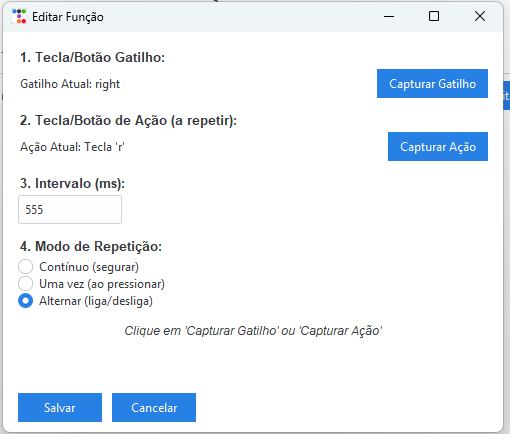 Editar Função
1. Tecla/Botão Gatilho:
Gatilho Atual: right
Capturar Gatilho
2. Tecla/Botão de Ação (a repetir):
Ação Atual: Tecla 'r'
Capturar Ação
3. Intervalo (ms):
555
4. Modo de Repetição:
Contínuo (segurar)
Uma vez (ao pressionar)
Alternar (liga/desliga)
Clique em 'Capturar Gatilho' ou 'Capturar Ação'
Salvar
Cancelar